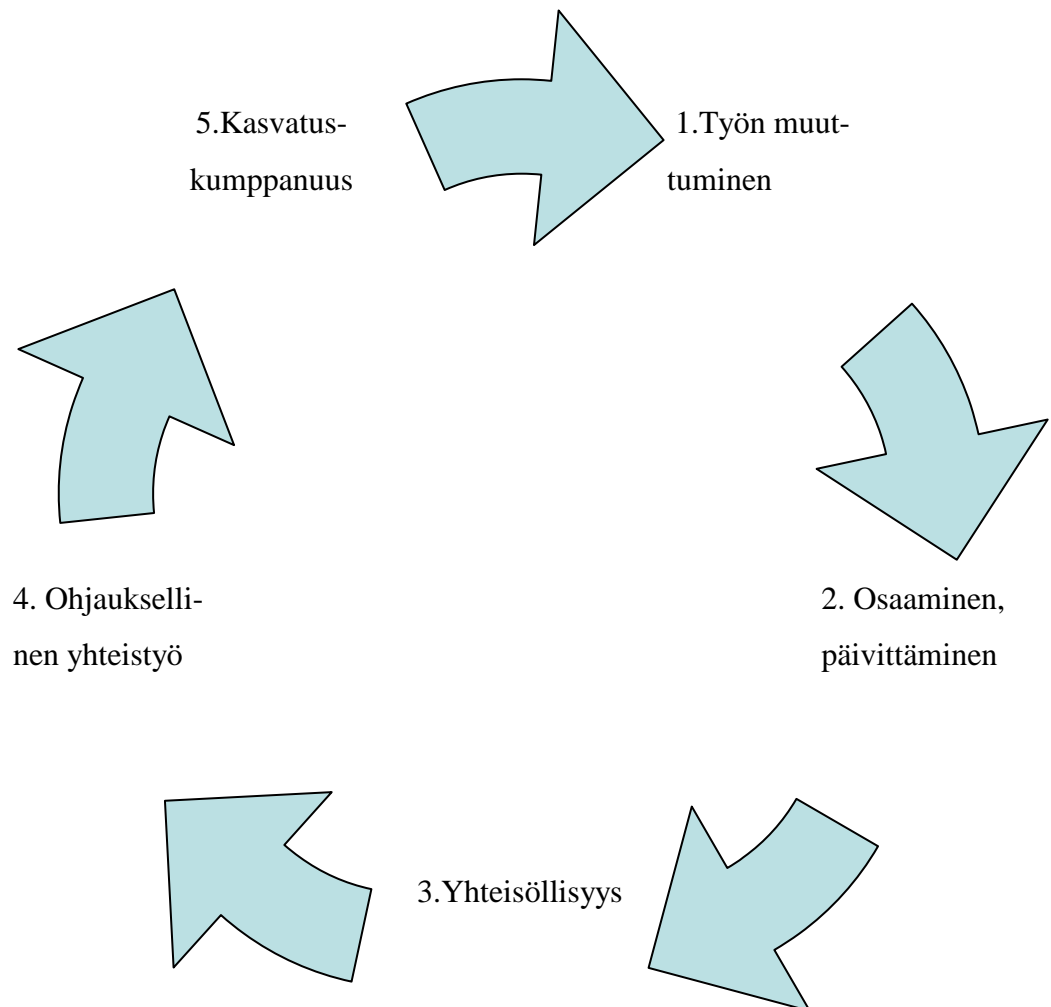 5.Kasvatus-
kumppanuus
1.Työn muut-
tuminen
2. Osaaminen,
päivittäminen
3.Yhteisöllisyys
4. Ohjaukselli-
nen yhteistyö